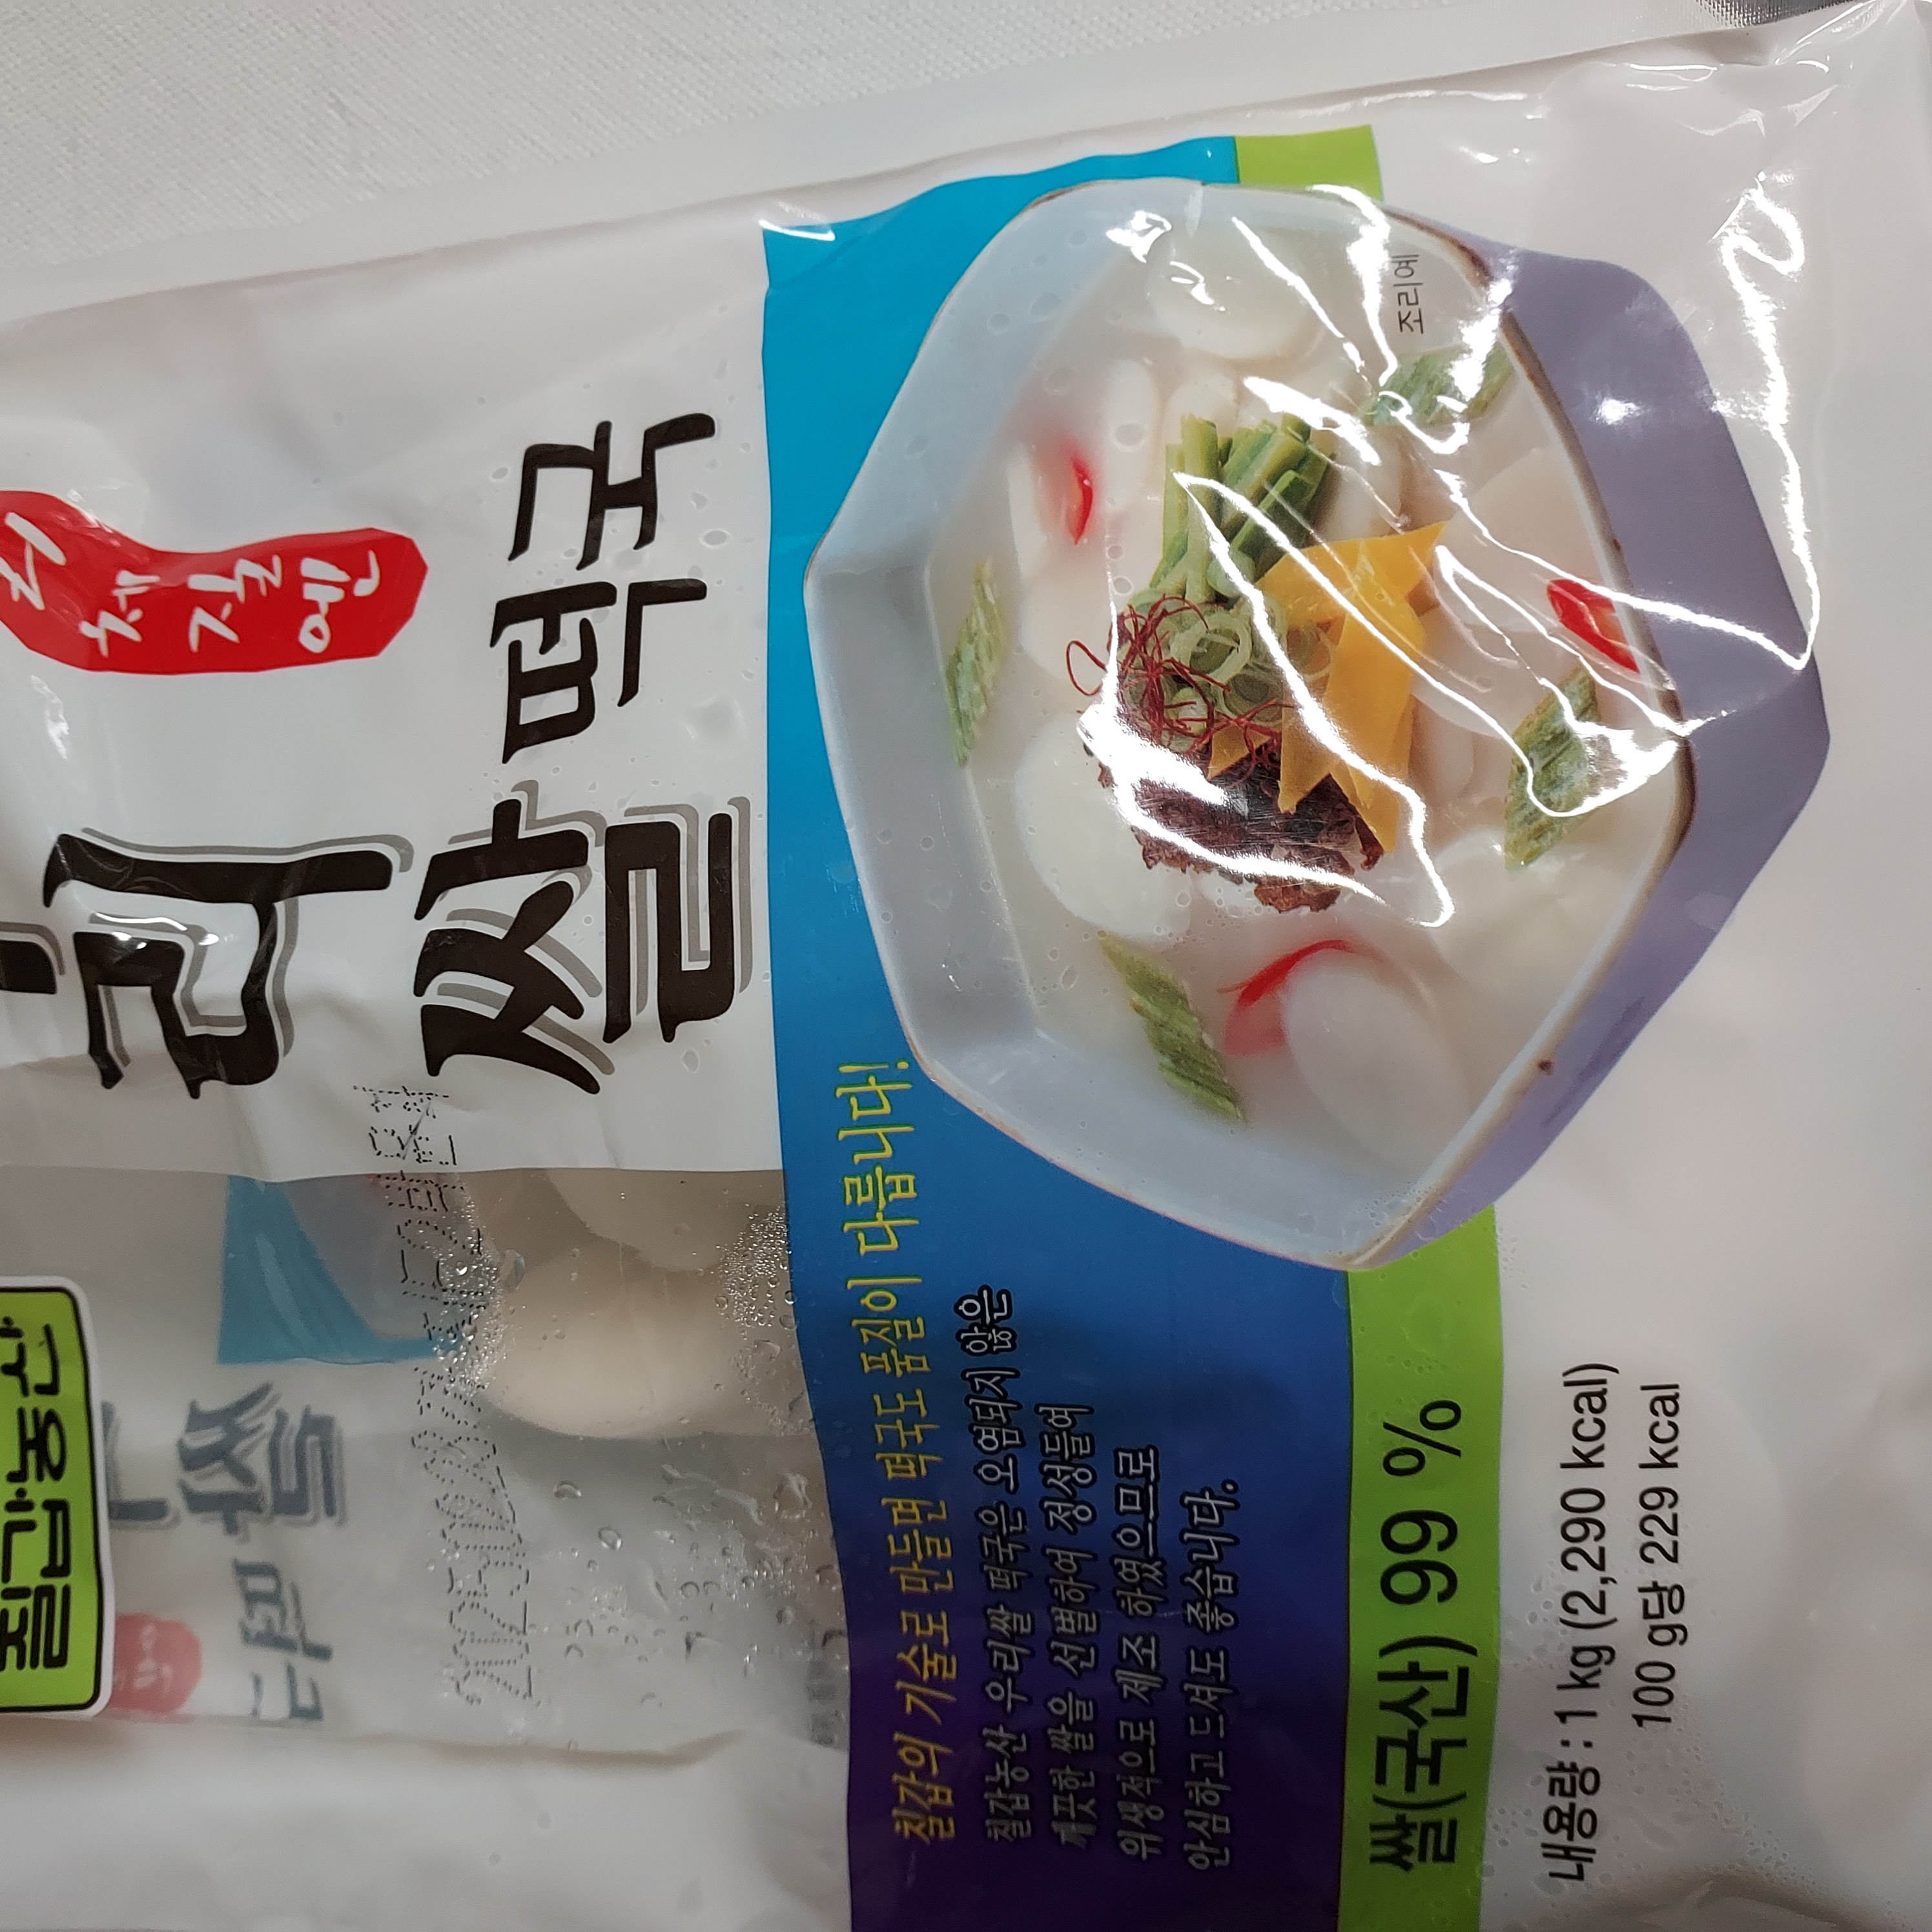 칠갑농산
리
쌀떡국
칠갑의 기술로 만들면 떡국도 품질이 다릅니다!
칠갑농산 우리쌀 떡국은 오염되지 않은
깨끗한 쌀을 선별하여 정성들여
위생적으로 제조 하였으므로
안심하고 드셔도 좋습니다.
조리예
쌀(국산) 99 %
내용량 : 1 kg (2,290 kcal)
100 g당 229 kcal